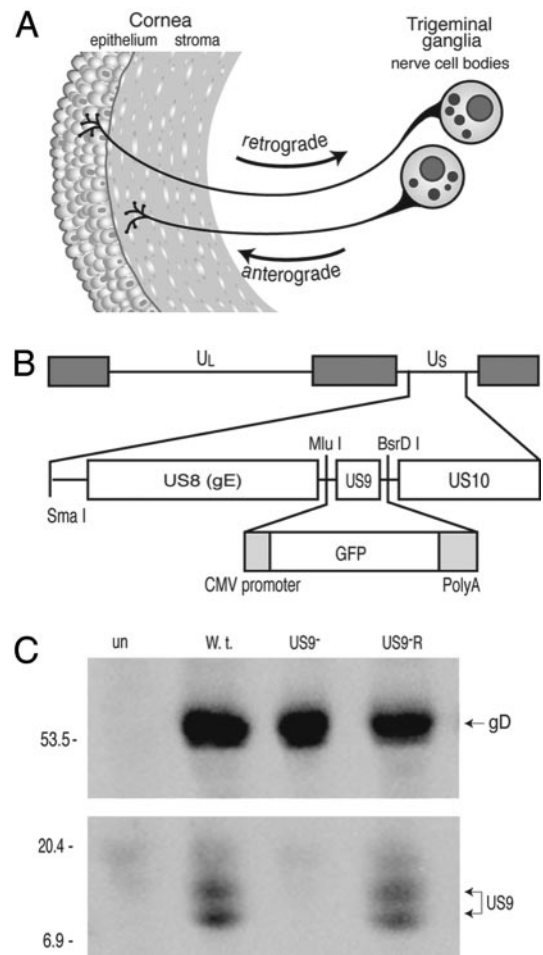 A
Cornea
epithelium stroma
Trigeminal
ganglia
nerve cell bodies
retrograde
anterograde
B
UL
US
Mlu I
BsrD I
US8 (gE)
US9
US10
Sma I
GFP
CMV promoter
PolyA
C
un W. t. US9- US9-R
53.5 -
gD
20.4 -
US9
6.9 -